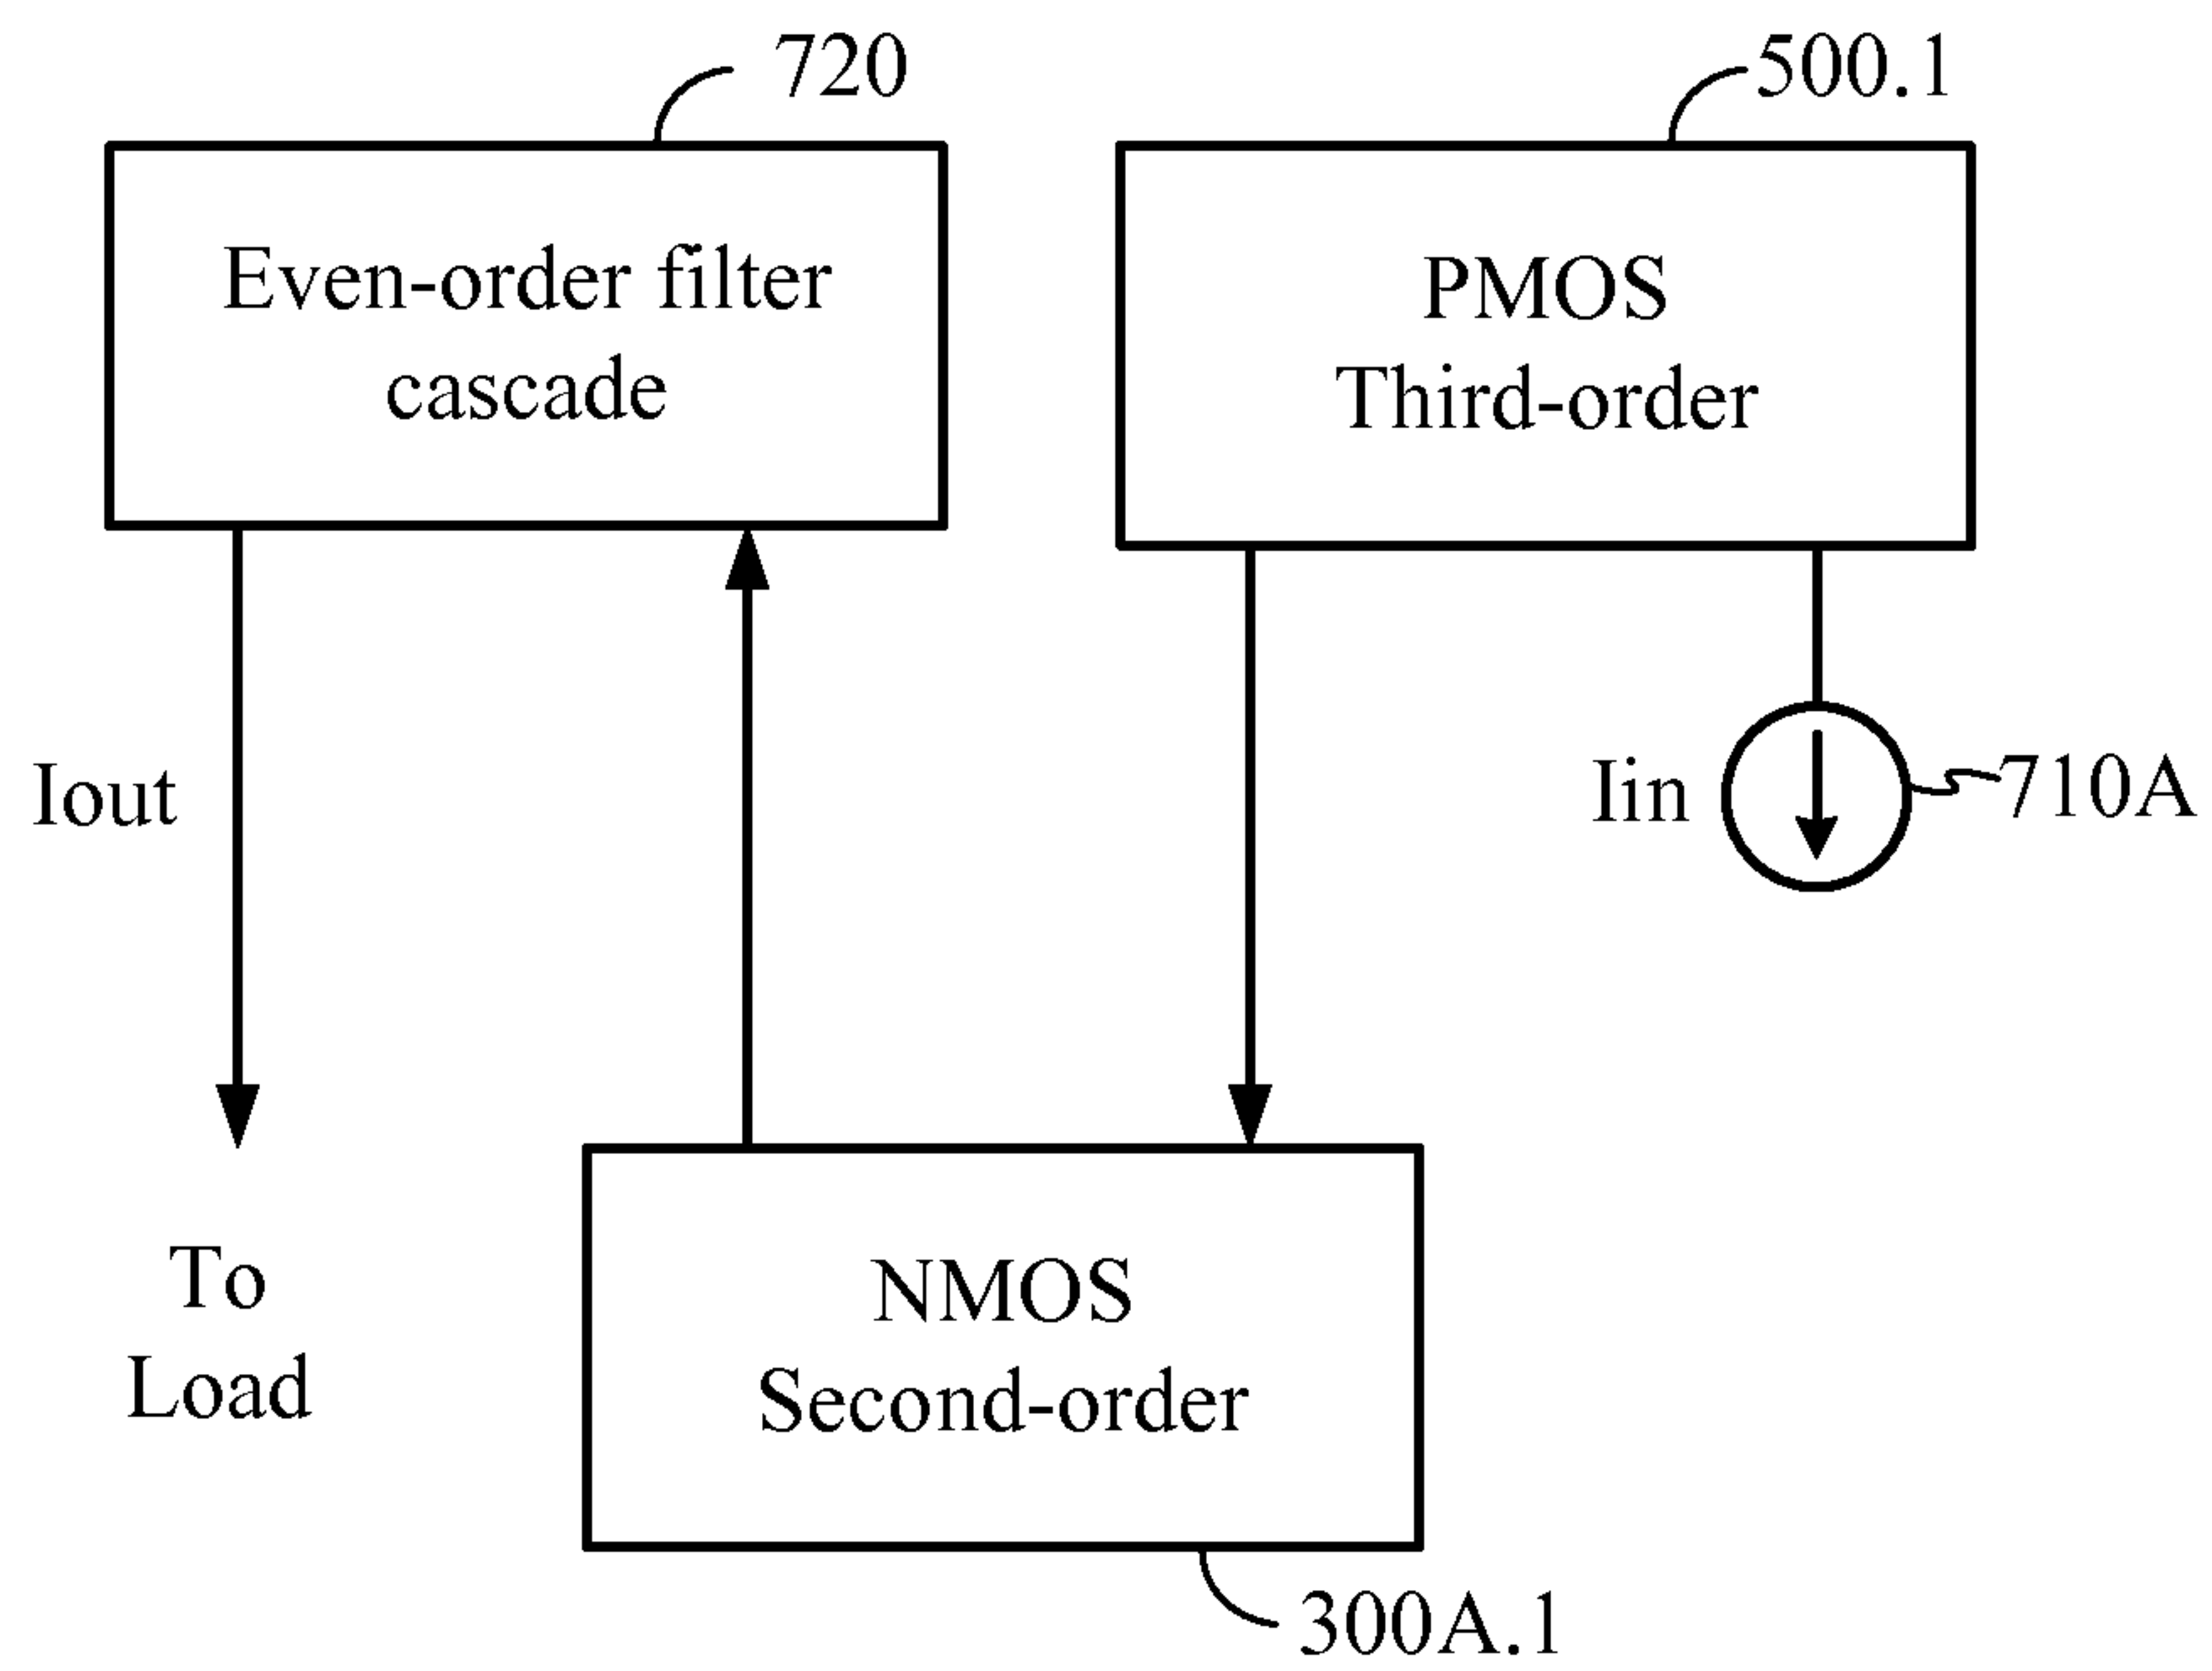 720
500.1
Even-order filter
cascade
PMOS
Third-order
Iout
Iin
710A
To
Load
NMOS
Second-order
300A.1